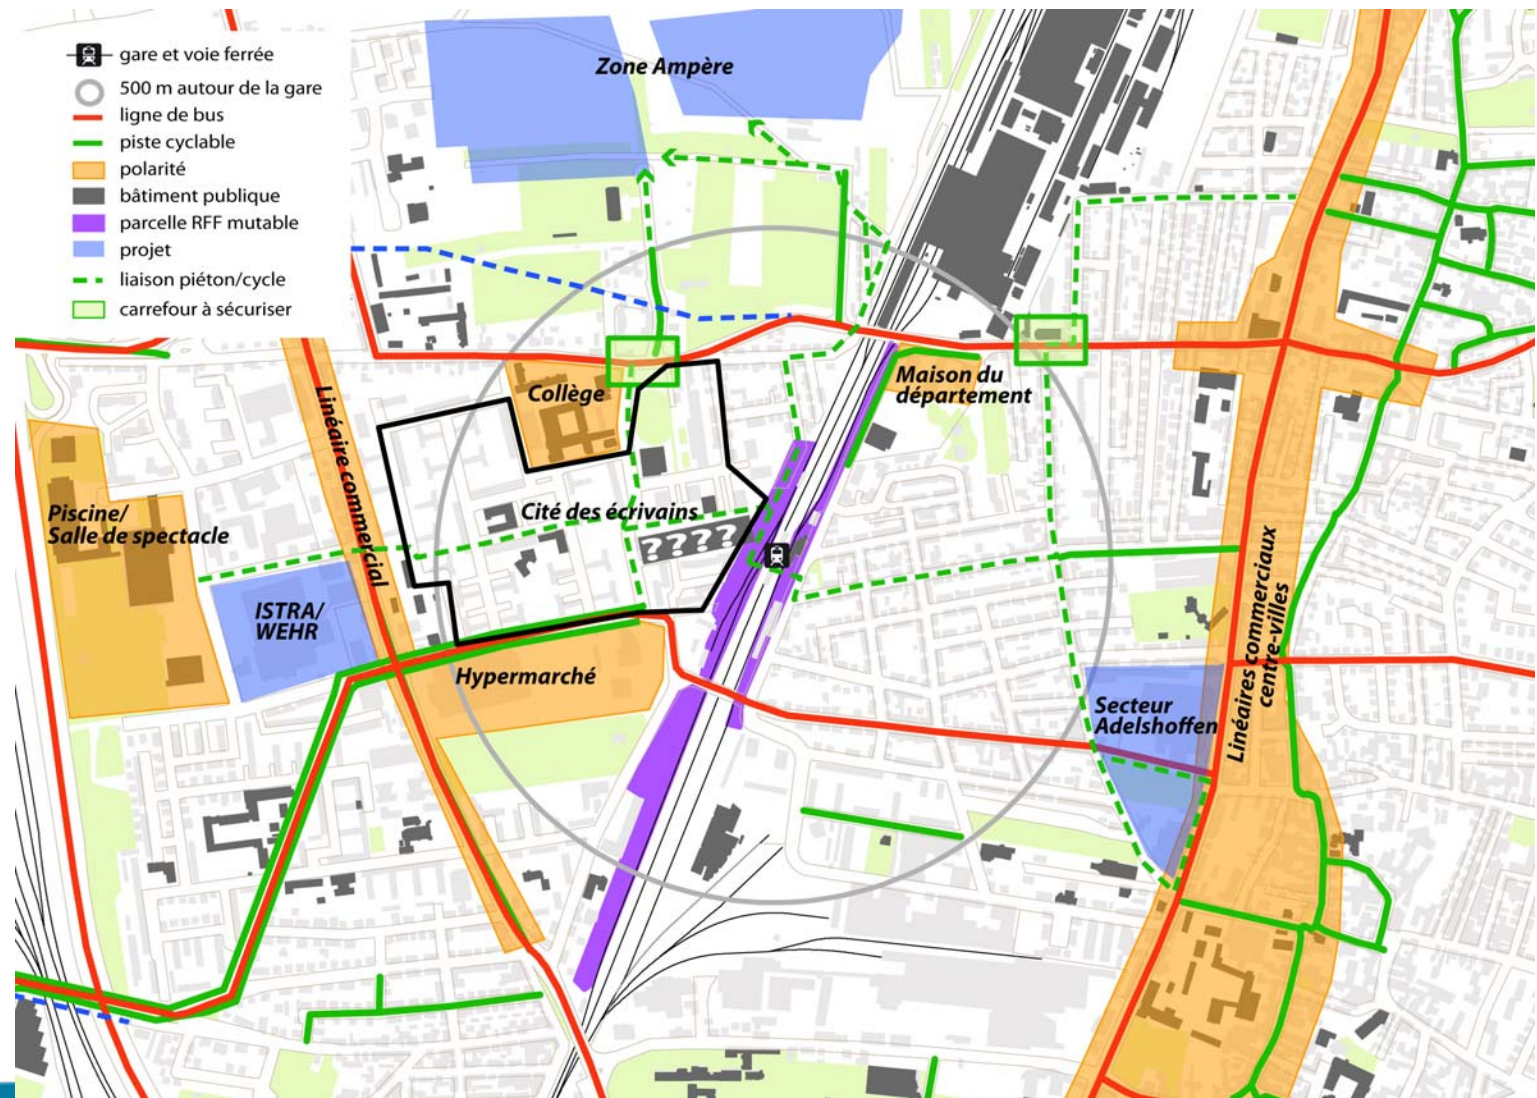 gare et voie ferrée
500 m autour de la gare
ligne de bus
piste cyclable
polarité
bâtiment publique
parcelle RFF mutable
projet
liaison piéton/cycle
carrefour à sécuriser
Zone Ampère
Collège
Maison du
département
Linéaire commercial
Piscine/
Salle de spectacle
Cité des écrivains
????
ISTRA/
WEHR
Hypermarché
Secteur
Adelshoffen
Linéaires commerciaux
centre-villes